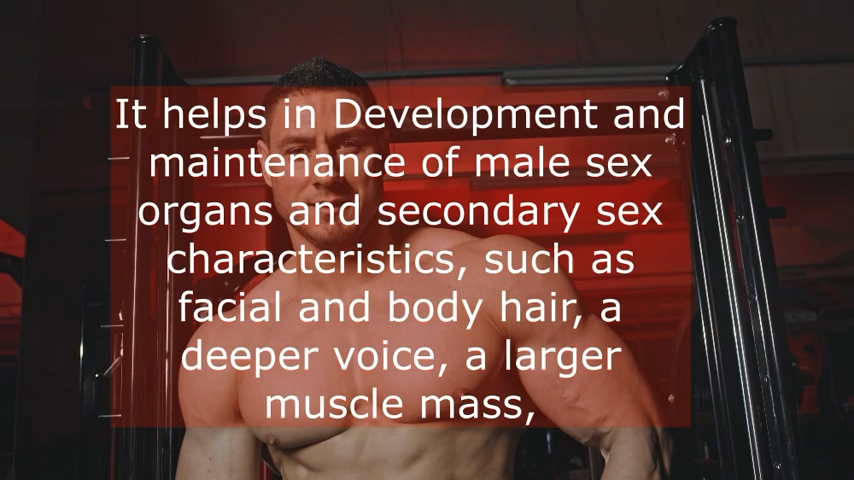 It helps in Development and
maintenance of male sex
organs and secondary sex
characteristics, such as
facial and body hair, a
deeper voice, a larger
muscle mass,